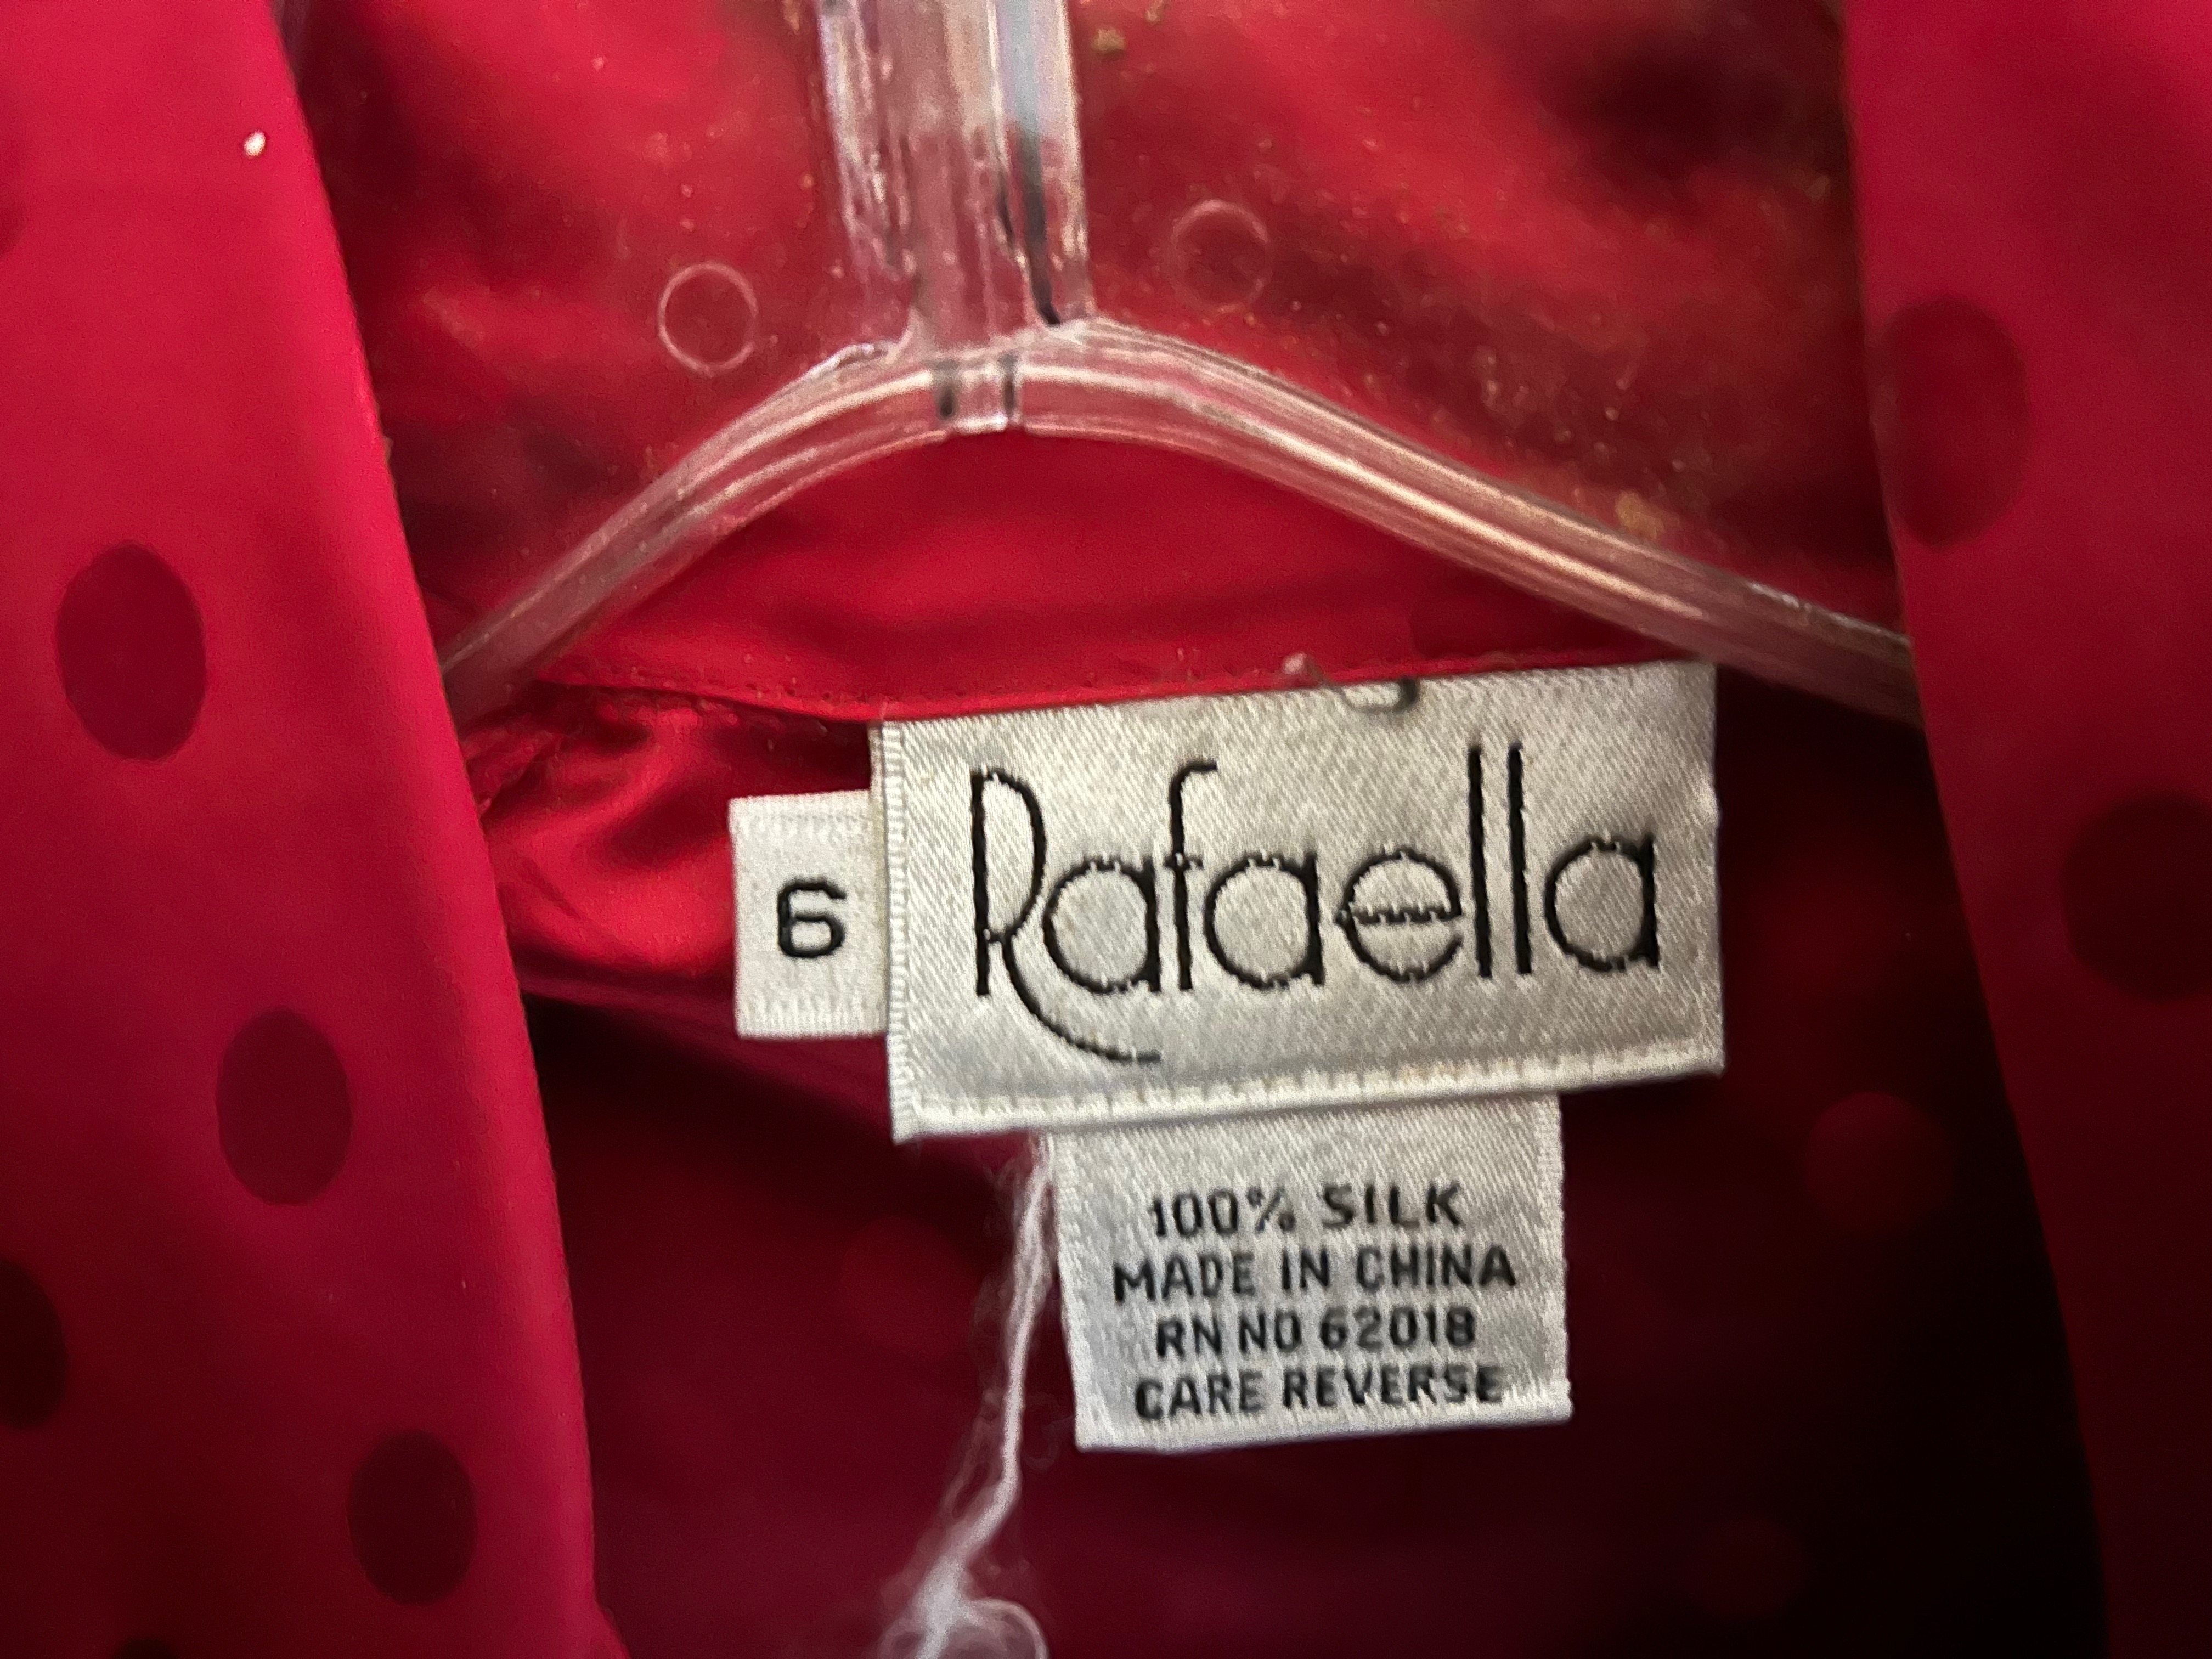 6
Rafaella
100% SILK
MADE IN CHINA
RN NO 62018
CARE REVERSE